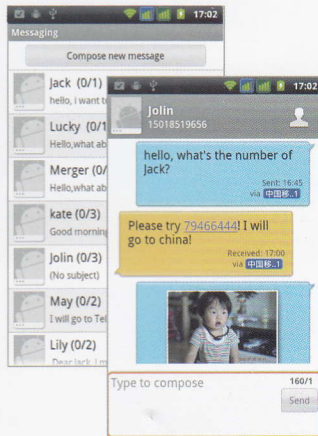 17:02
Messaging
Compose new message
Jack (0/1)
hello, i want t
Lucky (0/1
Hello,what ab
Merger (0/
Hello,what ab
kate (0/3)
Good morning
Jolin (0/3)
(No subject)
May (0/2)
I will go to Tel
Lily (0/2)
Dear Jack, I m
17:02
Jolin
15018519656
hello, what's the number of
Jack?
Sent: 16:45
via 中国移..1
Please try 79466444! I will
go to china!
Received: 17:00
via 中国移..1
Type to compose
160/1
Send